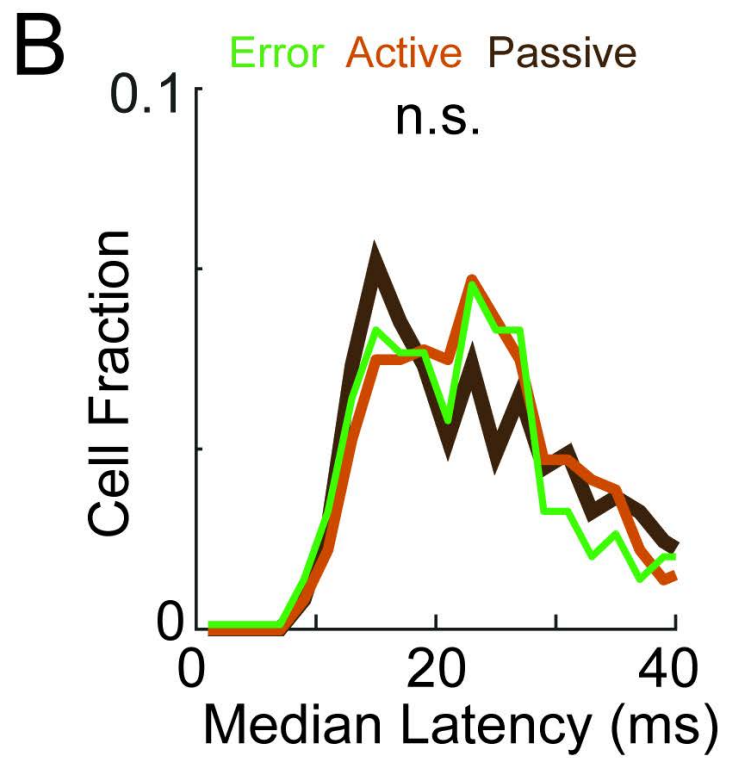 B
Error Active Passive
n.s.
0.1
Cell Fraction
0
0 20 40
Median Latency (ms)